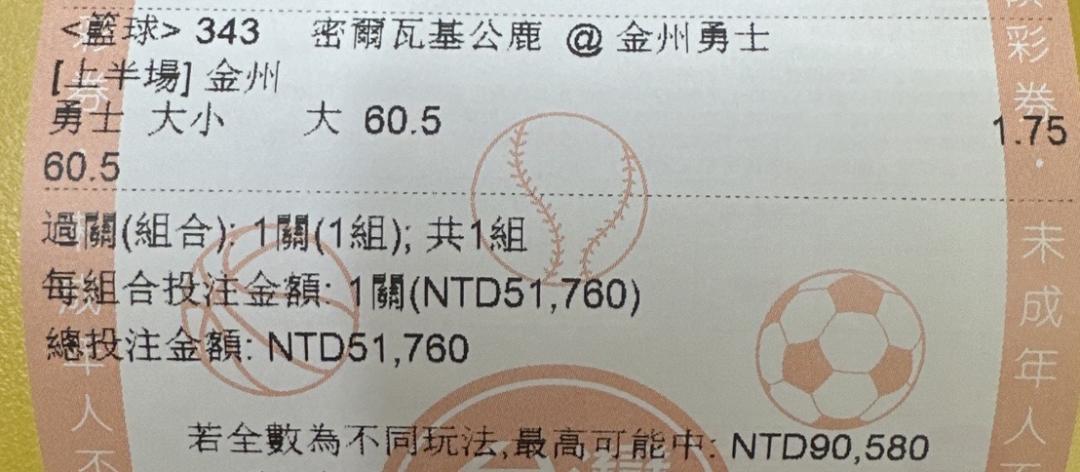 <籃球> 343 密爾瓦基公鹿 @ 金州勇士
[上半場] 金州
勇士 大小 大 60.5 1.75
60.5
過關(組合): 1關(1組); 共1組
每組合投注金額: 1關(NTD51,760)
總投注金額: NTD51,760
若全數為不同玩法,最高可能中: NTD90,580
彩券・未成年人